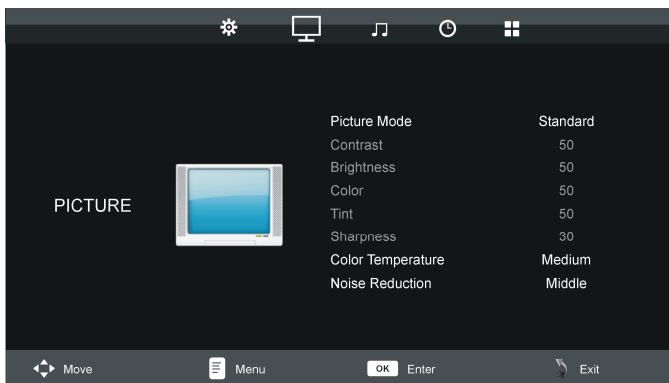 PICTURE
Picture Mode Standard
Contrast 50
Brightness 50
Color 50
Tint 50
Sharpness 30
Color Temperature Medium
Noise Reduction Middle
Move Menu OK Enter Exit